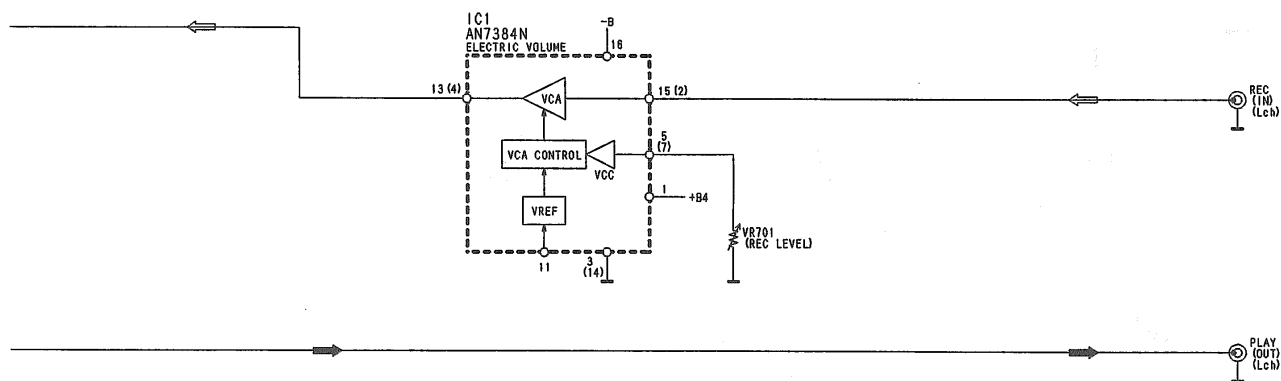 IC1
AN7384N
ELECTRIC VOLUME
-B
16
13 (4)
VCA
15 (2)
REC
(IN)
(Lch)
VCA CONTROL
VCC
5
(7)
1
+B4
VREF
VR701
(REC LEVEL)
11
3
(14)
PLAY
(OUT)
(Lch)